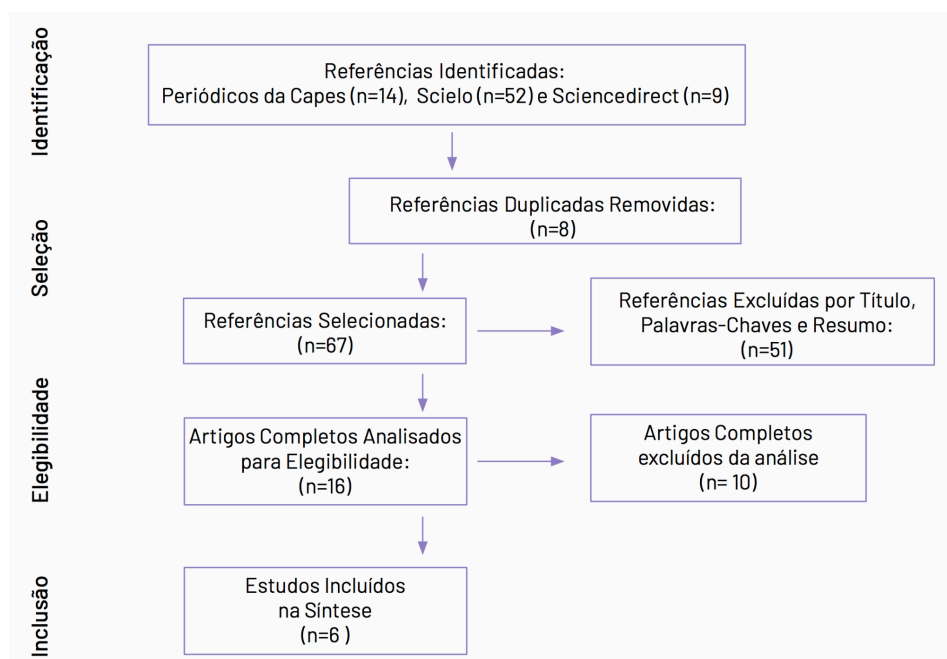 Identificação
Referências Identificadas:
Periódicos da Capes (n=14), Scielo (n=52) e Sciencedirect (n=9)
Seleção
Referências Duplicadas Removidas:
(n=8)
Referências Selecionadas:
(n=67)
Referências Excluídas por Título,
Palavras-Chaves e Resumo:
(n=51)
Elegibilidade
Artigos Completos Analisados
para Elegibilidade:
(n=16)
Artigos Completos
excluídos da análise
(n= 10)
Inclusão
Estudos Incluídos
na Síntese
(n=6 )